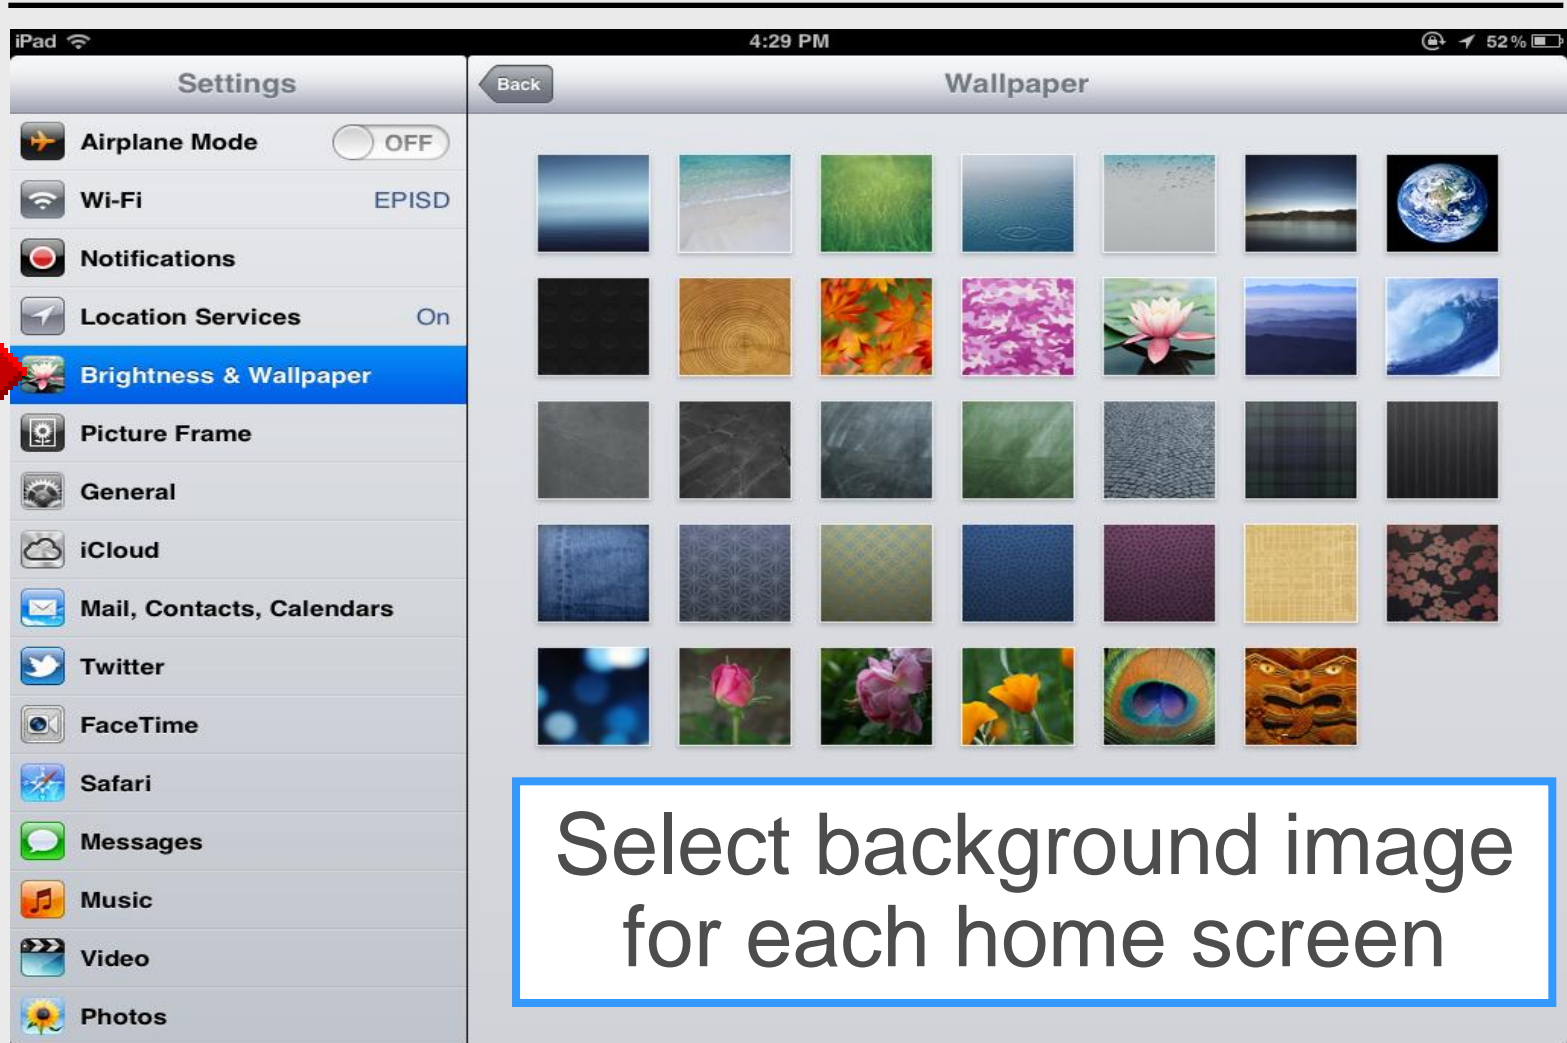 iPad
4:29 PM
52%
Settings
Back
Wallpaper
Airplane Mode
OFF
Wi-Fi
EPISD
Notifications
Location Services
On
Brightness & Wallpaper
Picture Frame
General
iCloud
Mail, Contacts, Calendars
Twitter
FaceTime
Safari
Messages
Music
Video
Photos
Select background image
for each home screen